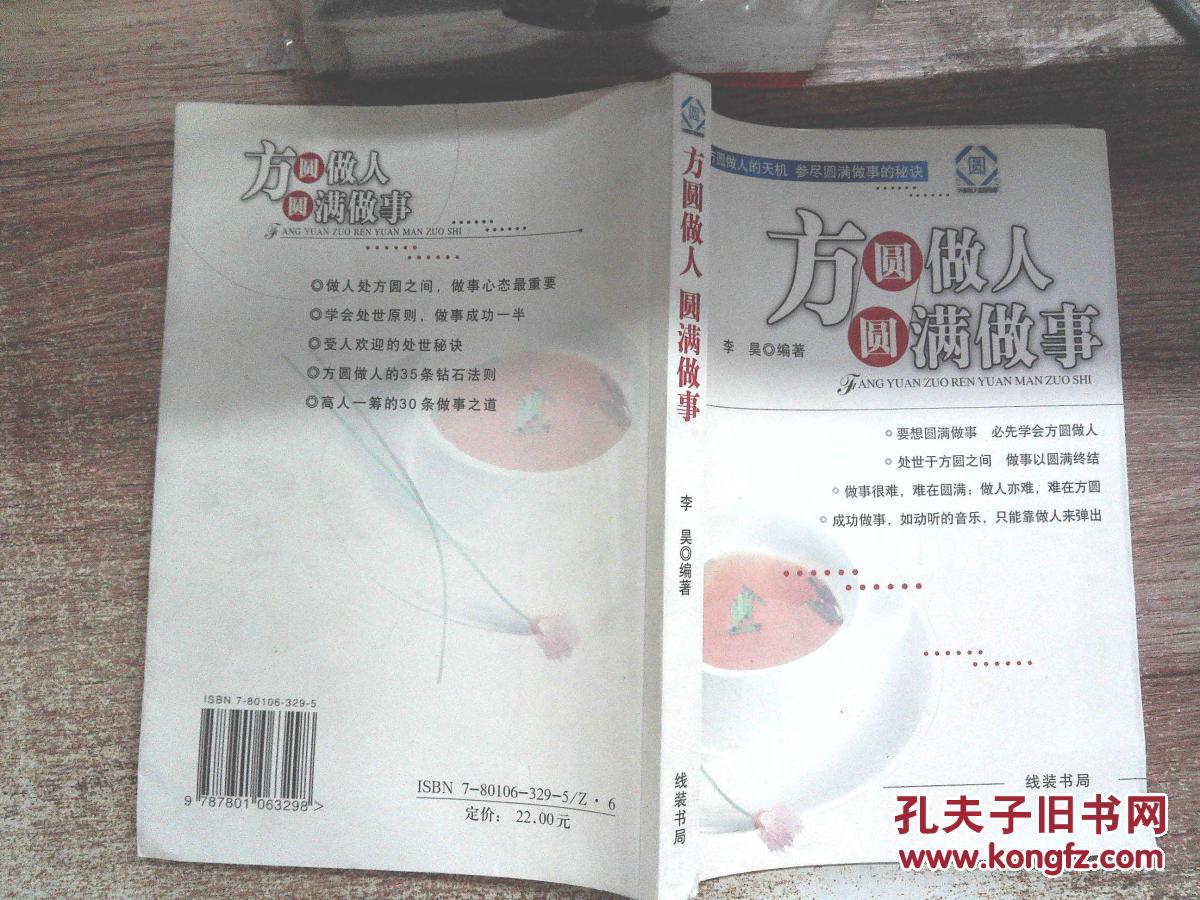 方圆做人
圆满做事
FANG YUAN ZUO REN YUAN MAN ZUO SHI
◎做人处方圆之间，做事心态最重要
◎学会处世原则，做事成功一半
◎受人欢迎的处世秘诀
◎方圆做人的35条钻石法则
◎高人一筹的30条做事之道
ISBN 7-80106-329-5
9 787801 063298 >
ISBN 7-80106-329-5/Z·6
定价： 22.00元
圆
方圆做人 圆满做事
李 昊◎编著
线装书局
方圆做人的天机 参尽圆满做事的秘诀
圆
方圆做人
圆满做事
李 昊◎编著
FANG YUAN ZUO REN YUAN MAN ZUO SHI
要想圆满做事 必先学会方圆做人
处世于方圆之间 做事以圆满终结
做事很难，难在圆满；做人亦难，难在方圆
成功做事，如动听的音乐，只能靠做人来弹出
线装书局
孔夫子旧书网
www.kongfz.com